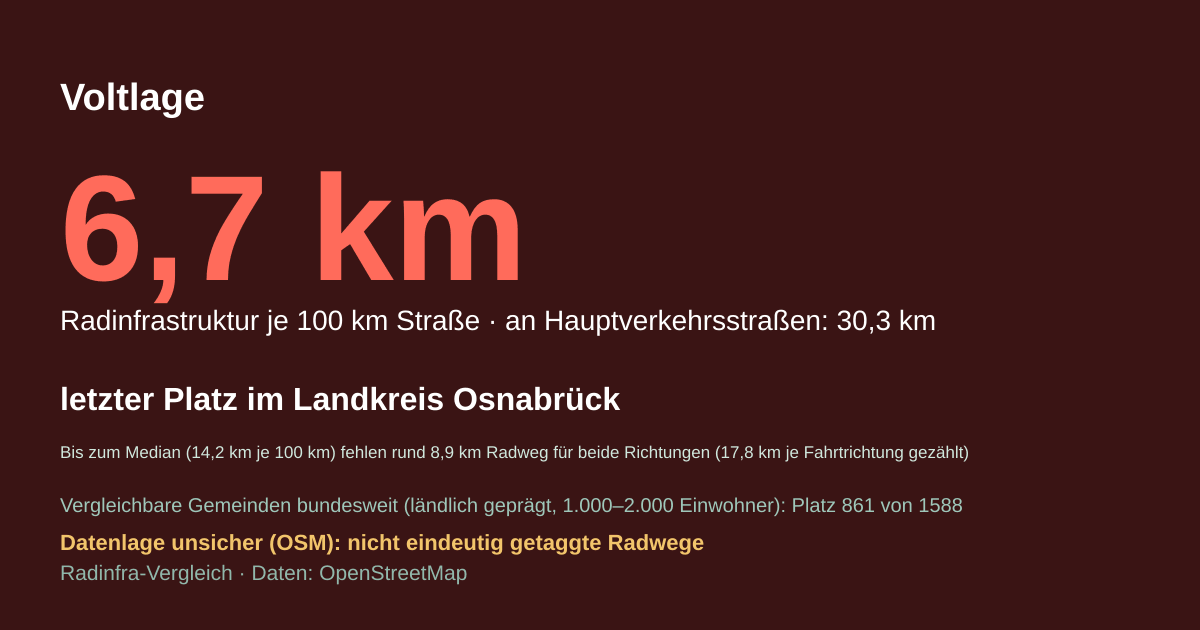 Voltlage
6,7 km
Radinfrastruktur je 100 km Straße · an Hauptverkehrsstraßen: 30,3 km
letzter Platz im Landkreis Osnabrück
Bis zum Median (14,2 km je 100 km) fehlen rund 8,9 km Radweg für beide Richtungen (17,8 km je Fahrtrichtung gezählt)
Vergleichbare Gemeinden bundesweit (ländlich geprägt, 1.000–2.000 Einwohner): Platz 861 von 1588
Datenlage unsicher (OSM): nicht eindeutig getaggte Radwege
Radinfra-Vergleich · Daten: OpenStreetMap